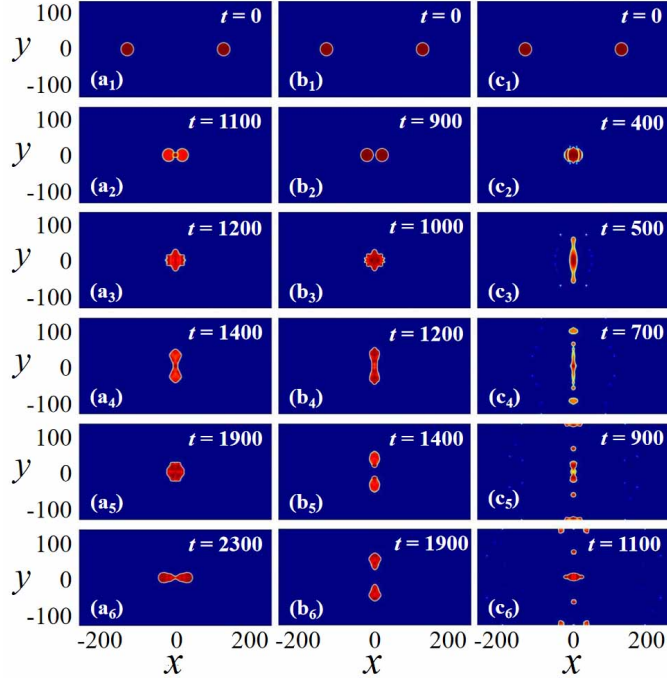 100 t = 0 t = 0 t = 0
y 0
-100 (a1) (b1) (c1)
100 t = 1100 t = 900 t = 400
y 0
-100 (a2) (b2) (c2)
100 t = 1200 t = 1000 t = 500
y 0
-100 (a3) (b3) (c3)
100 t = 1400 t = 1200 t = 700
y 0
-100 (a4) (b4) (c4)
100 t = 1900 t = 1400 t = 900
y 0
-100 (a5) (b5) (c5)
100 t = 2300 t = 1900 t = 1100
y 0
-100 (a6) (b6) (c6)
-200 0 200 -200 0 200 -200 0 200
x x x